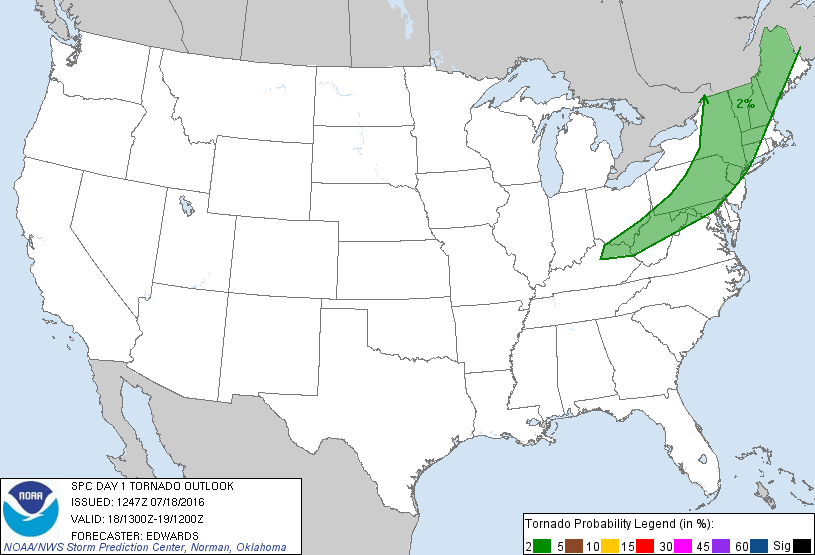 2%
NOAA
SPC DAY 1 TORNADO OUTLOOK
ISSUED: 1247Z 07/18/2016
VALID: 18/1300Z-19/1200Z
FORECASTER: EDWARDS
NOAA/NWS Storm Prediction Center, Norman, Oklahoma
Tornado Probability Legend (in %):
2 5 10 15 30 45 60 Sig